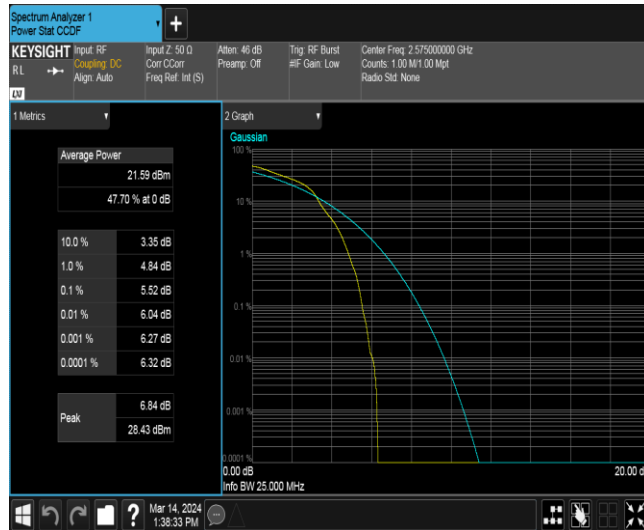 Spectrum Analyzer 1
Power Stat CCDF
KEYSIGHT
RL
LXI
Input: RF
Coupling: DC
Align: Auto
Input Z: 50 Ω
Corr CCorr
Freq Ref: Int (S)
Atten: 46 dB
Preamp: Off
Trig: RF Burst
#IF Gain: Low
Center Freq: 2.575000000 GHz
Counts: 1.00 M/1.00 Mpt
Radio Std: None
1 Metrics
Average Power
21.59 dBm
47.70 % at 0 dB
10.0 % 3.35 dB
1.0 % 4.84 dB
0.1 % 5.52 dB
0.01 % 6.04 dB
0.001 % 6.27 dB
0.0001 % 6.32 dB
Peak
6.84 dB
28.43 dBm
2 Graph
Gaussian
100 %
10 %
1 %
0.1 %
0.01 %
0.001 %
0.0001 %
0.00 dB
20.00
Info BW 25.000 MHz
Mar 14, 2024
1:38:33 PM